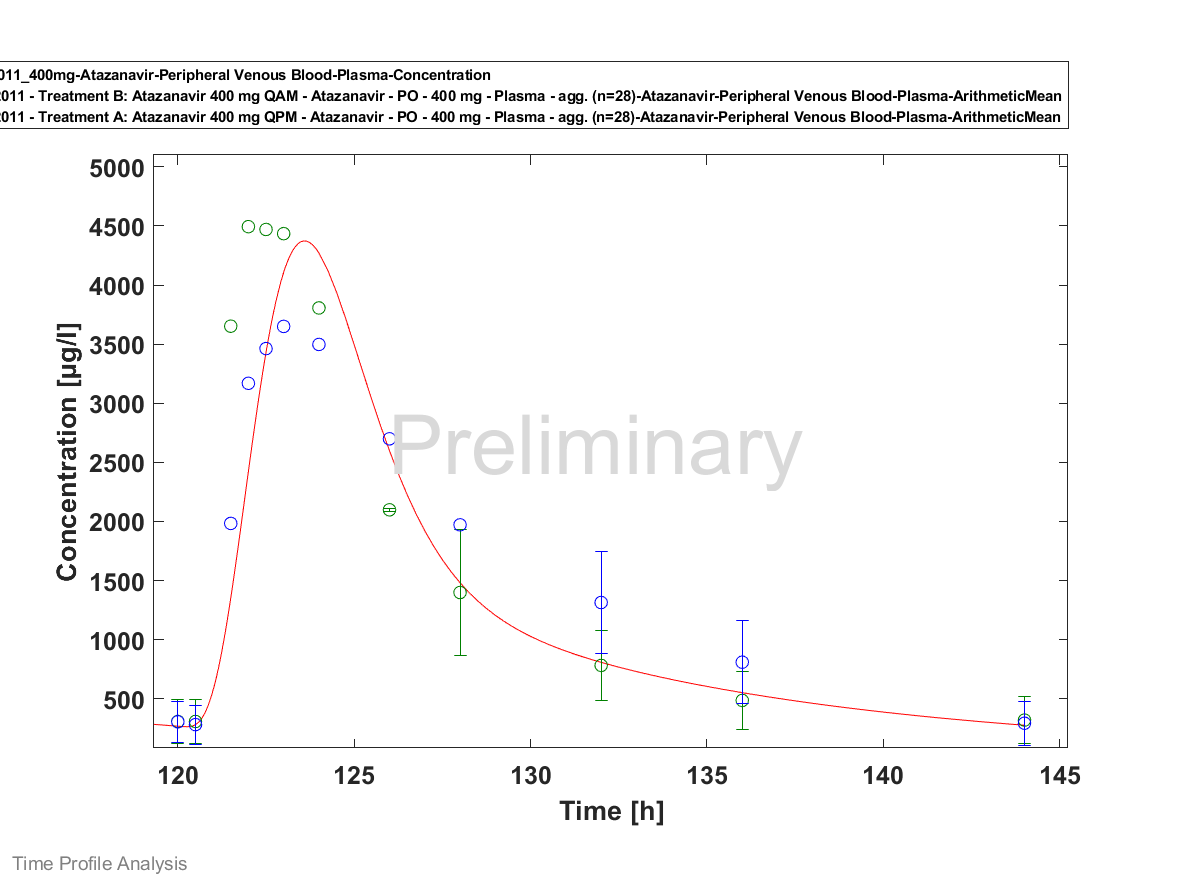 011_400mg-Atazanavir-Peripheral Venous Blood-Plasma-Concentration
2011 - Treatment B: Atazanavir 400 mg QAM - Atazanavir - PO - 400 mg - Plasma - agg. (n=28)-Atazanavir-Peripheral Venous Blood-Plasma-ArithmeticMean
2011 - Treatment A: Atazanavir 400 mg QPM - Atazanavir - PO - 400 mg - Plasma - agg. (n=28)-Atazanavir-Peripheral Venous Blood-Plasma-ArithmeticMean
5000
4500
4000
3500
3000
2500
2000
1500
1000
500
Concentration [µg/l]
Preliminary
120 125 130 135 140 145
Time [h]
Time Profile Analysis